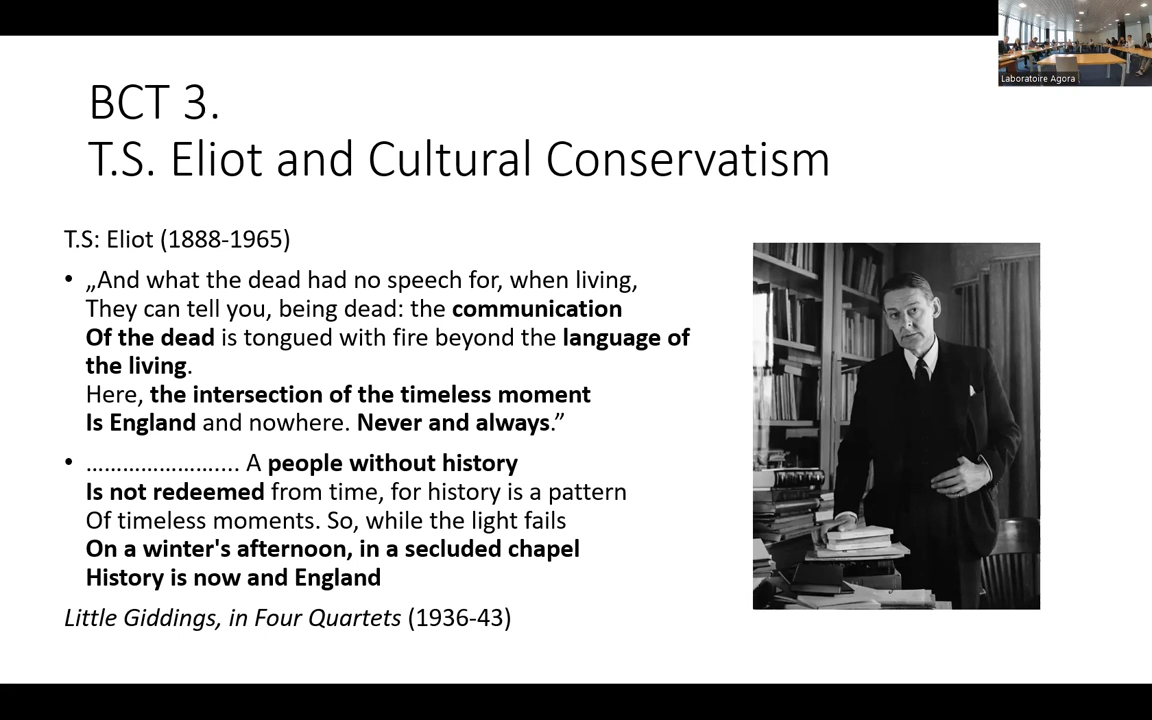 Laboratoire Agora
BCT 3.
T.S. Eliot and Cultural Conservatism
T.S: Eliot (1888-1965)
• „And what the dead had no speech for, when living,
They can tell you, being dead: the communication
Of the dead is tongued with fire beyond the language of
the living.
Here, the intersection of the timeless moment
Is England and nowhere. Never and always.”
• ………………….... A people without history
Is not redeemed from time, for history is a pattern
Of timeless moments. So, while the light fails
On a winter's afternoon, in a secluded chapel
History is now and England
Little Giddings, in Four Quartets (1936-43)